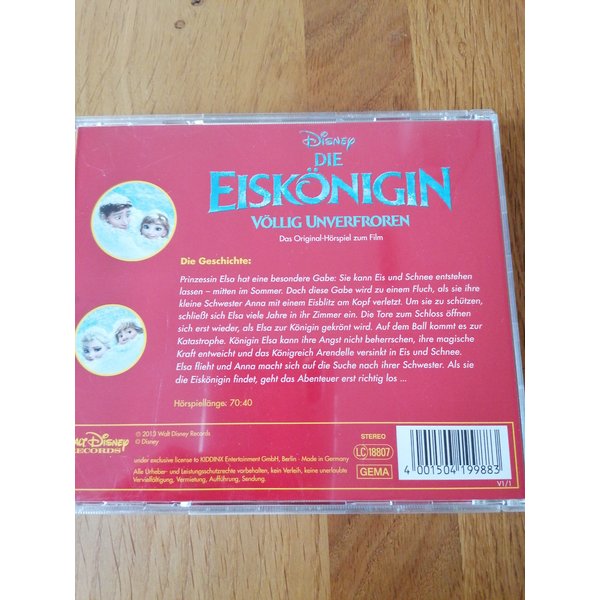 Disney
DIE
EISKÖNIGIN
VÖLLIG UNVERFROREN
Das Original-Hörspiel zum Film
Die Geschichte:
Prinzessin Elsa hat eine besondere Gabe: Sie kann Eis und Schnee entstehen
lassen – mitten im Sommer. Doch diese Gabe wird zu einem Fluch, als sie ihre
kleine Schwester Anna mit einem Eisblitz am Kopf verletzt. Um sie zu schützen,
schließt sich Elsa viele Jahre in ihr Zimmer ein. Die Tore zum Schloss öffnen
sich erst wieder, als Elsa zur Königin gekrönt wird. Auf dem Ball kommt es zur
Katastrophe. Königin Elsa kann ihre Angst nicht beherrschen, ihre magische
Kraft entweicht und das Königreich Arendelle versinkt in Eis und Schnee.
Elsa flieht und Anna macht sich auf die Suche nach ihrer Schwester. Als sie
die Eiskönigin findet, geht das Abenteuer erst richtig los ...
Hörspiellänge: 70:40
WALT DISNEY
RECORDS
℗ 2013 Walt Disney Records
© Disney
under exclusive license to KIDDINX Entertainment GmbH, Berlin - Made in Germany
Alle Urheber- und Leistungsschutzrechte vorbehalten, kein Verleih, keine unerlaubte
Vervielfältigung, Vermietung, Aufführung, Sendung.
STEREO
LC 18807
GEMA
4 001504 199883
V1/1